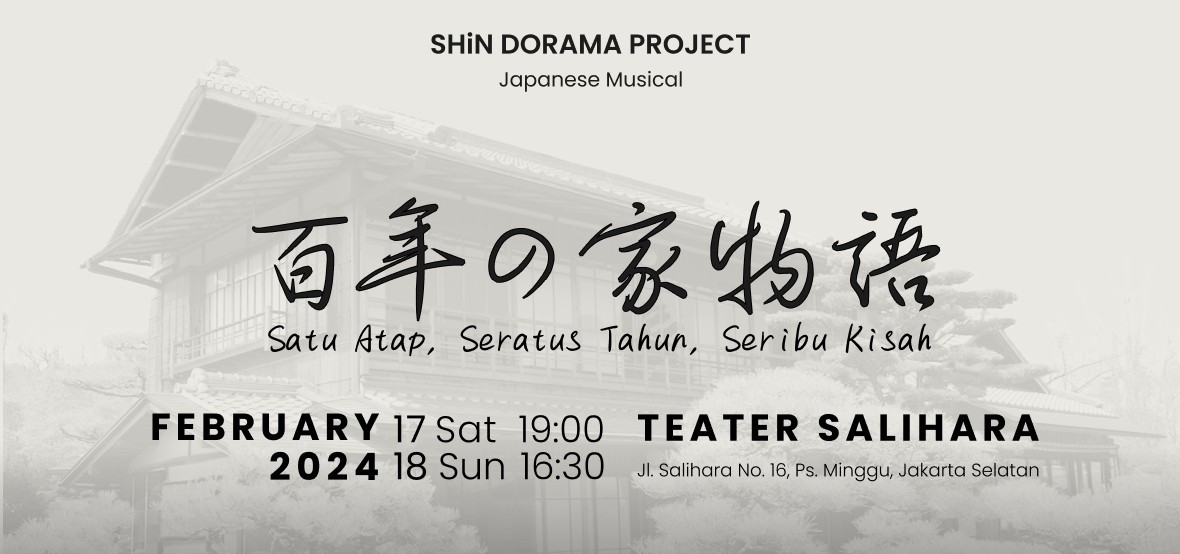 SHiN DORAMA PROJECT
Japanese Musical
百年の家物語
Satu Atap, Seratus Tahun, Seribu Kisah
FEBRUARY 17 Sat 19:00
2024 18 Sun 16:30
TEATER SALIHARA
Jl. Salihara No. 16, Ps. Minggu, Jakarta Selatan